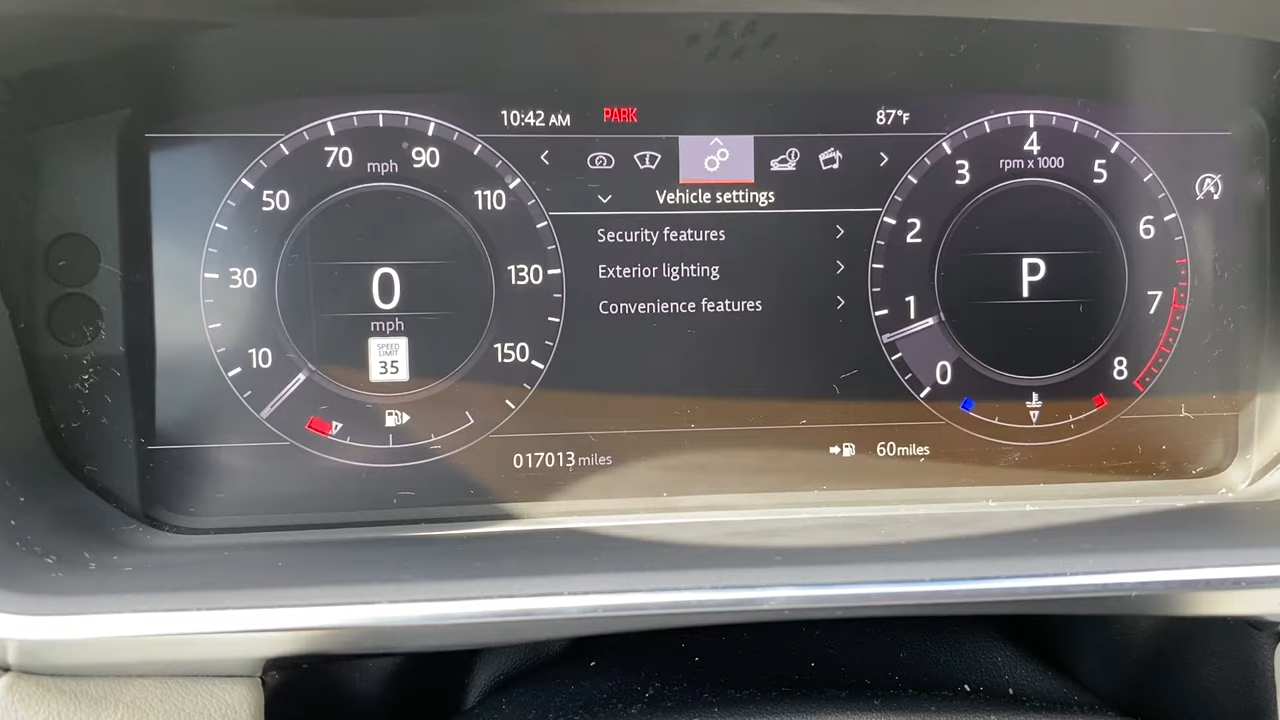 10:42 AM PARK 87°F
70 mph 90
50 110
30 130
10 150
0
mph
SPEED
LIMIT
35
Vehicle settings
Security features
Exterior lighting
Convenience features
4
rpm x 1000
3 5
2 6
1 7
0 8
P
017013 miles
60 miles